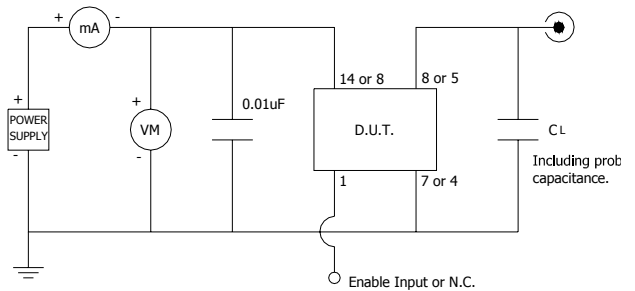 + mA -
14 or 8
8 or 5
0.01uF
+
POWER
SUPPLY
-
+
VM
-
D.U.T.
CL
Including prob
capacitance.
1
7 or 4
Enable Input or N.C.